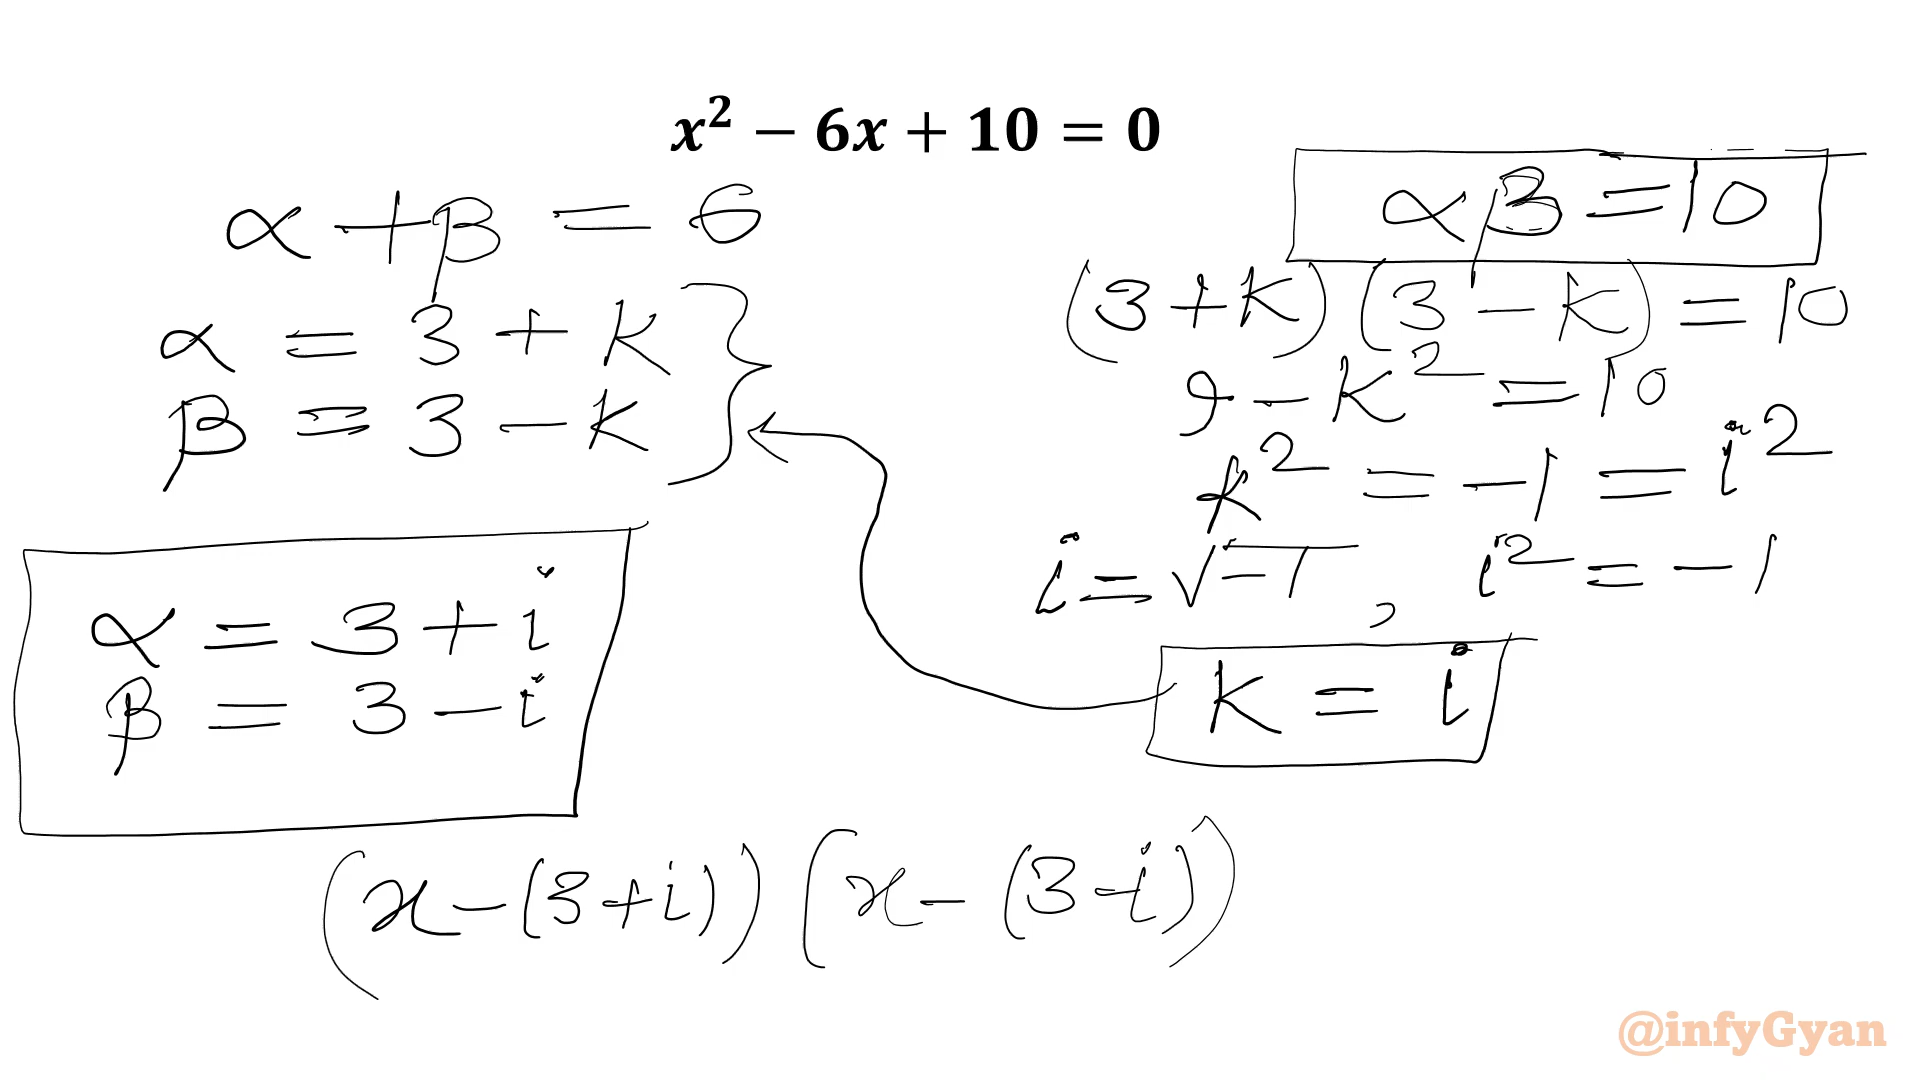 x² − 6x + 10 = 0
α + β = 6
α = 3 + k
β = 3 − k
αβ = 10
(3 + k) (3 − k) = 10
9 − k² = 10
k² = −1 = i²
i = √−1 , i² = −1
k = i
α = 3 + i
β = 3 − i
(x − (3 + i)) (x − (3 − i))
@infyGyan